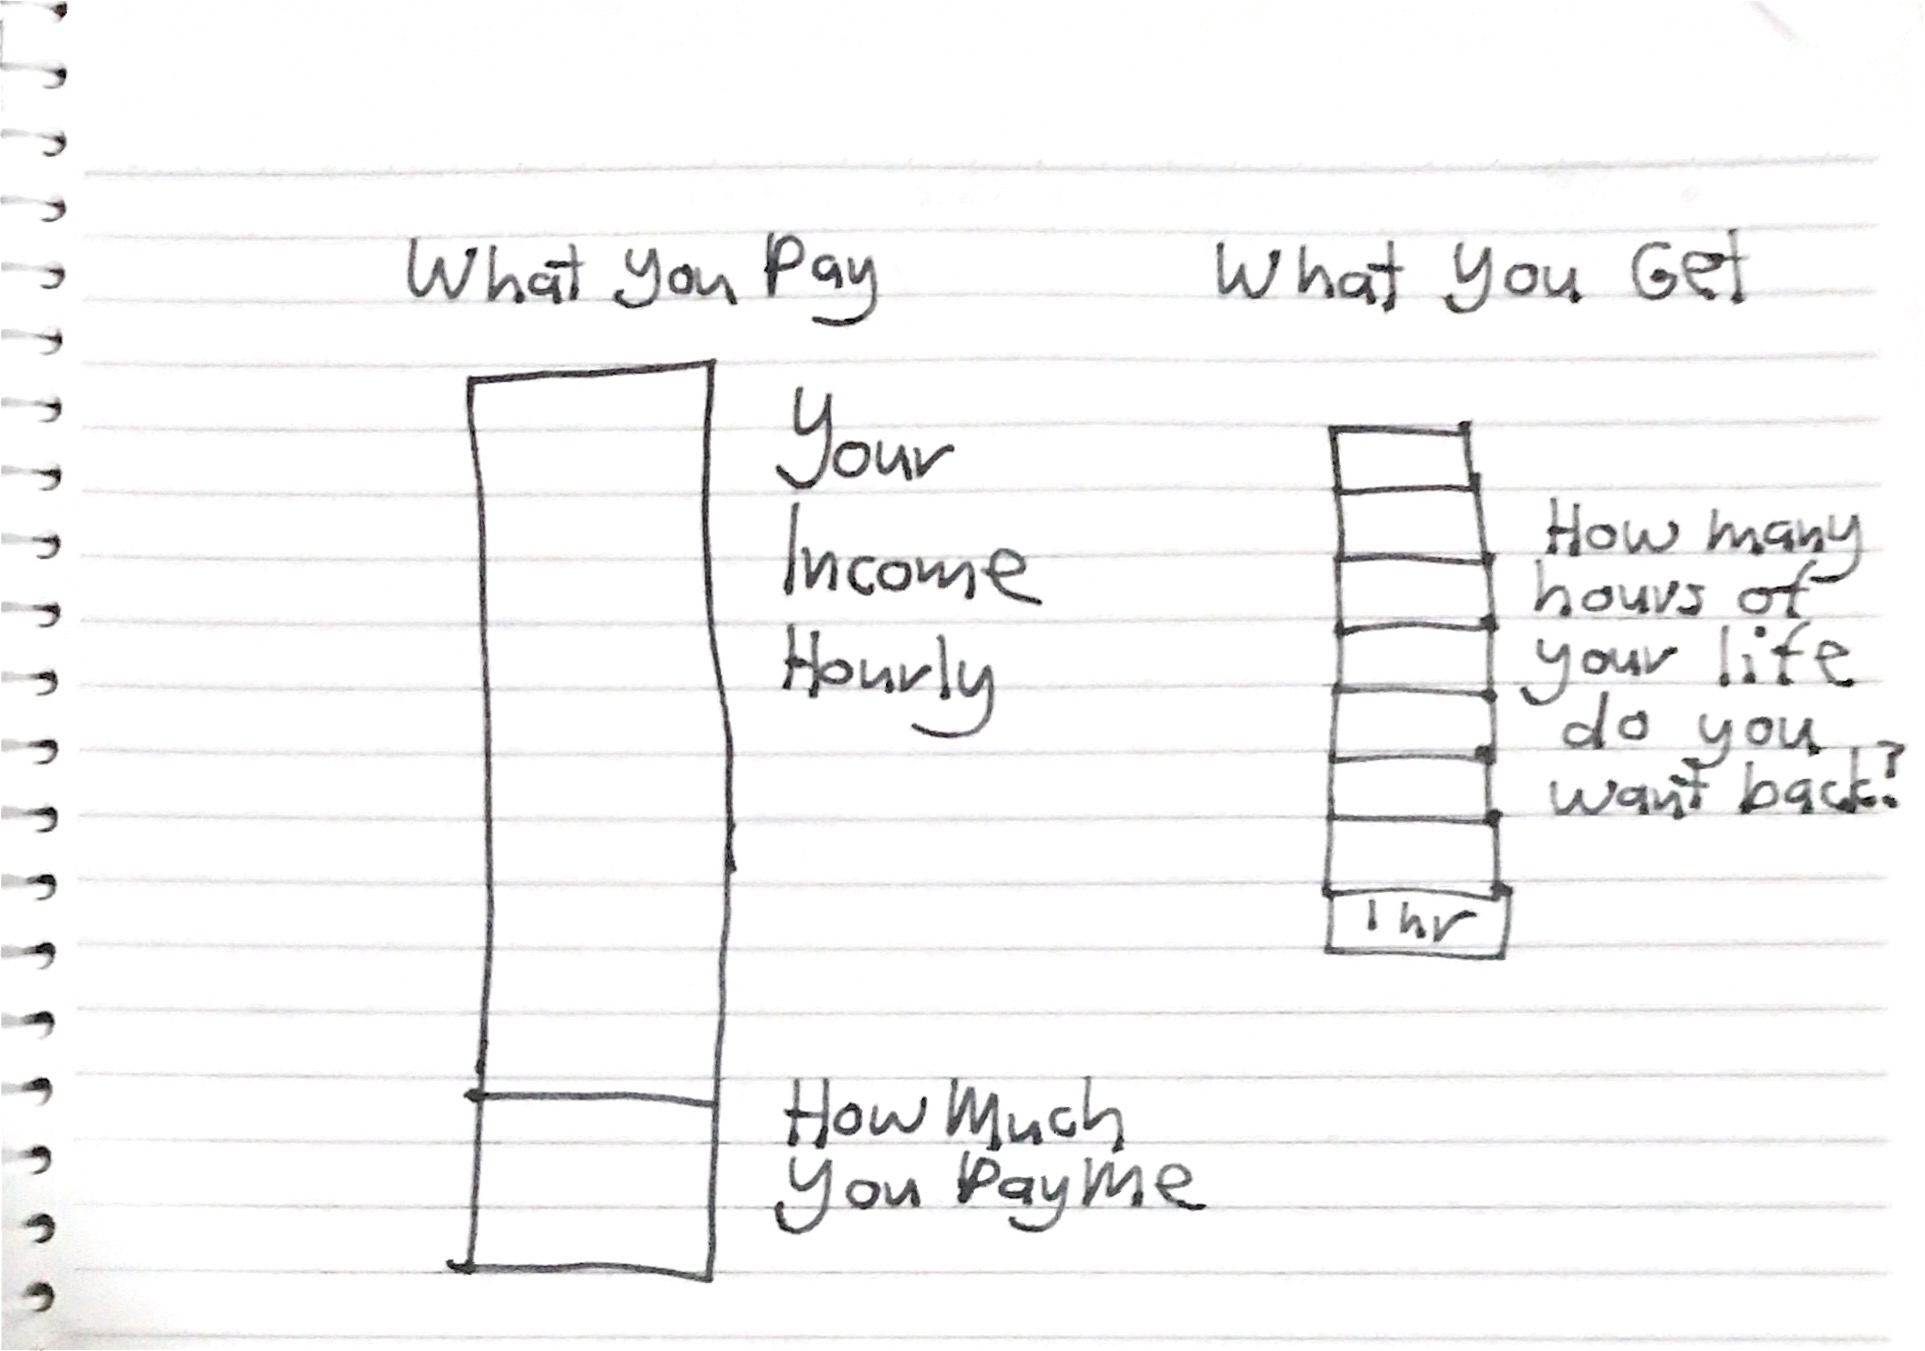 What You Pay
What You Get
Your
Income
Hourly
How Much
You Pay Me
How many
hours of
your life
do you
want back?
1 hr